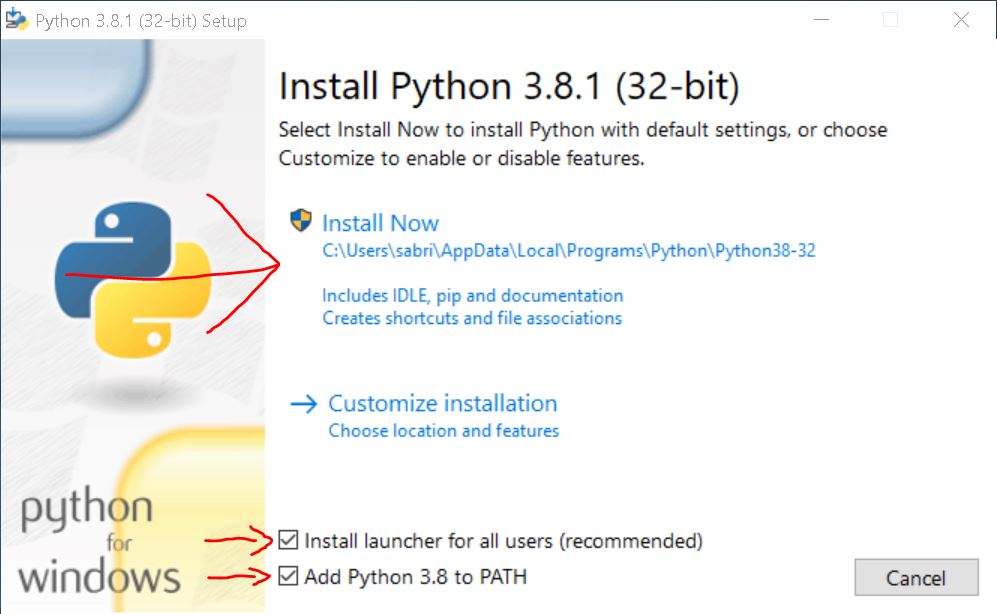 Python 3.8.1 (32-bit) Setup
Install Python 3.8.1 (32-bit)
Select Install Now to install Python with default settings, or choose
Customize to enable or disable features.
Install Now
C:\Users\sabri\AppData\Local\Programs\Python\Python38-32
Includes IDLE, pip and documentation
Creates shortcuts and file associations
Customize installation
Choose location and features
python
for
windows
Install launcher for all users (recommended)
Add Python 3.8 to PATH
Cancel